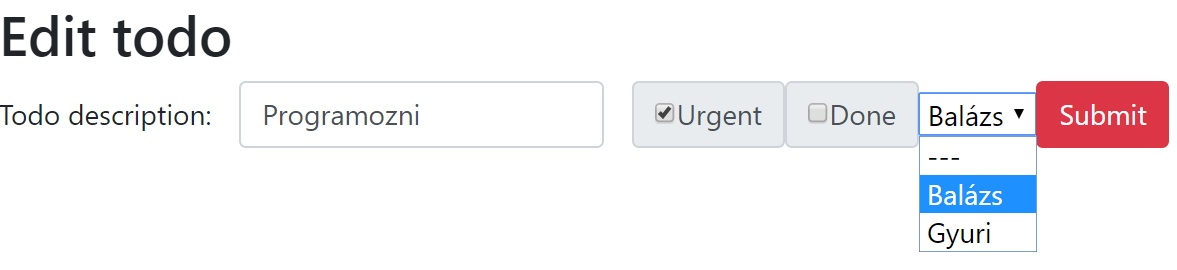 Edit todo
Todo description: Programozni Urgent Done Balázs Submit
---
Balázs
Gyuri